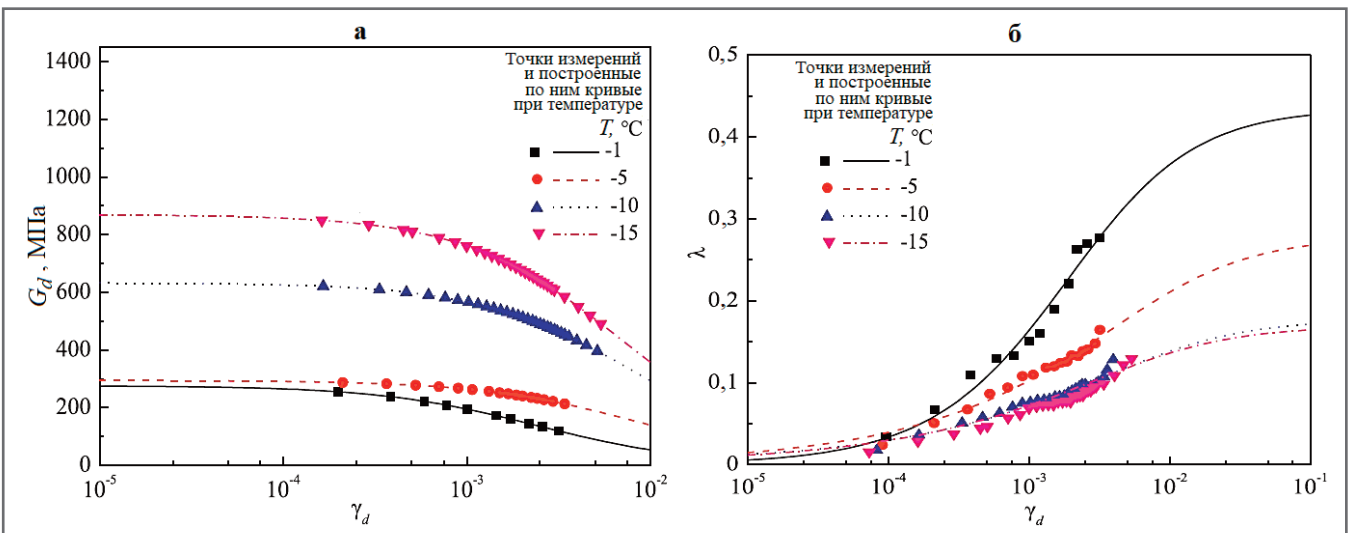 а
1400
1200
1000
800
600
400
200
0
G_d , МПа
10⁻⁵
10⁻⁴
10⁻³
10⁻²
γ_d
Точки измерений
и построенные
по ним кривые
при температуре
T, °C
-1
-5
-10
-15
б
0,5
0,4
0,3
0,2
0,1
0
λ
10⁻⁵
10⁻⁴
10⁻³
10⁻²
10⁻¹
γ_d
Точки измерений
и построенные
по ним кривые
при температуре
T, °C
-1
-5
-10
-15